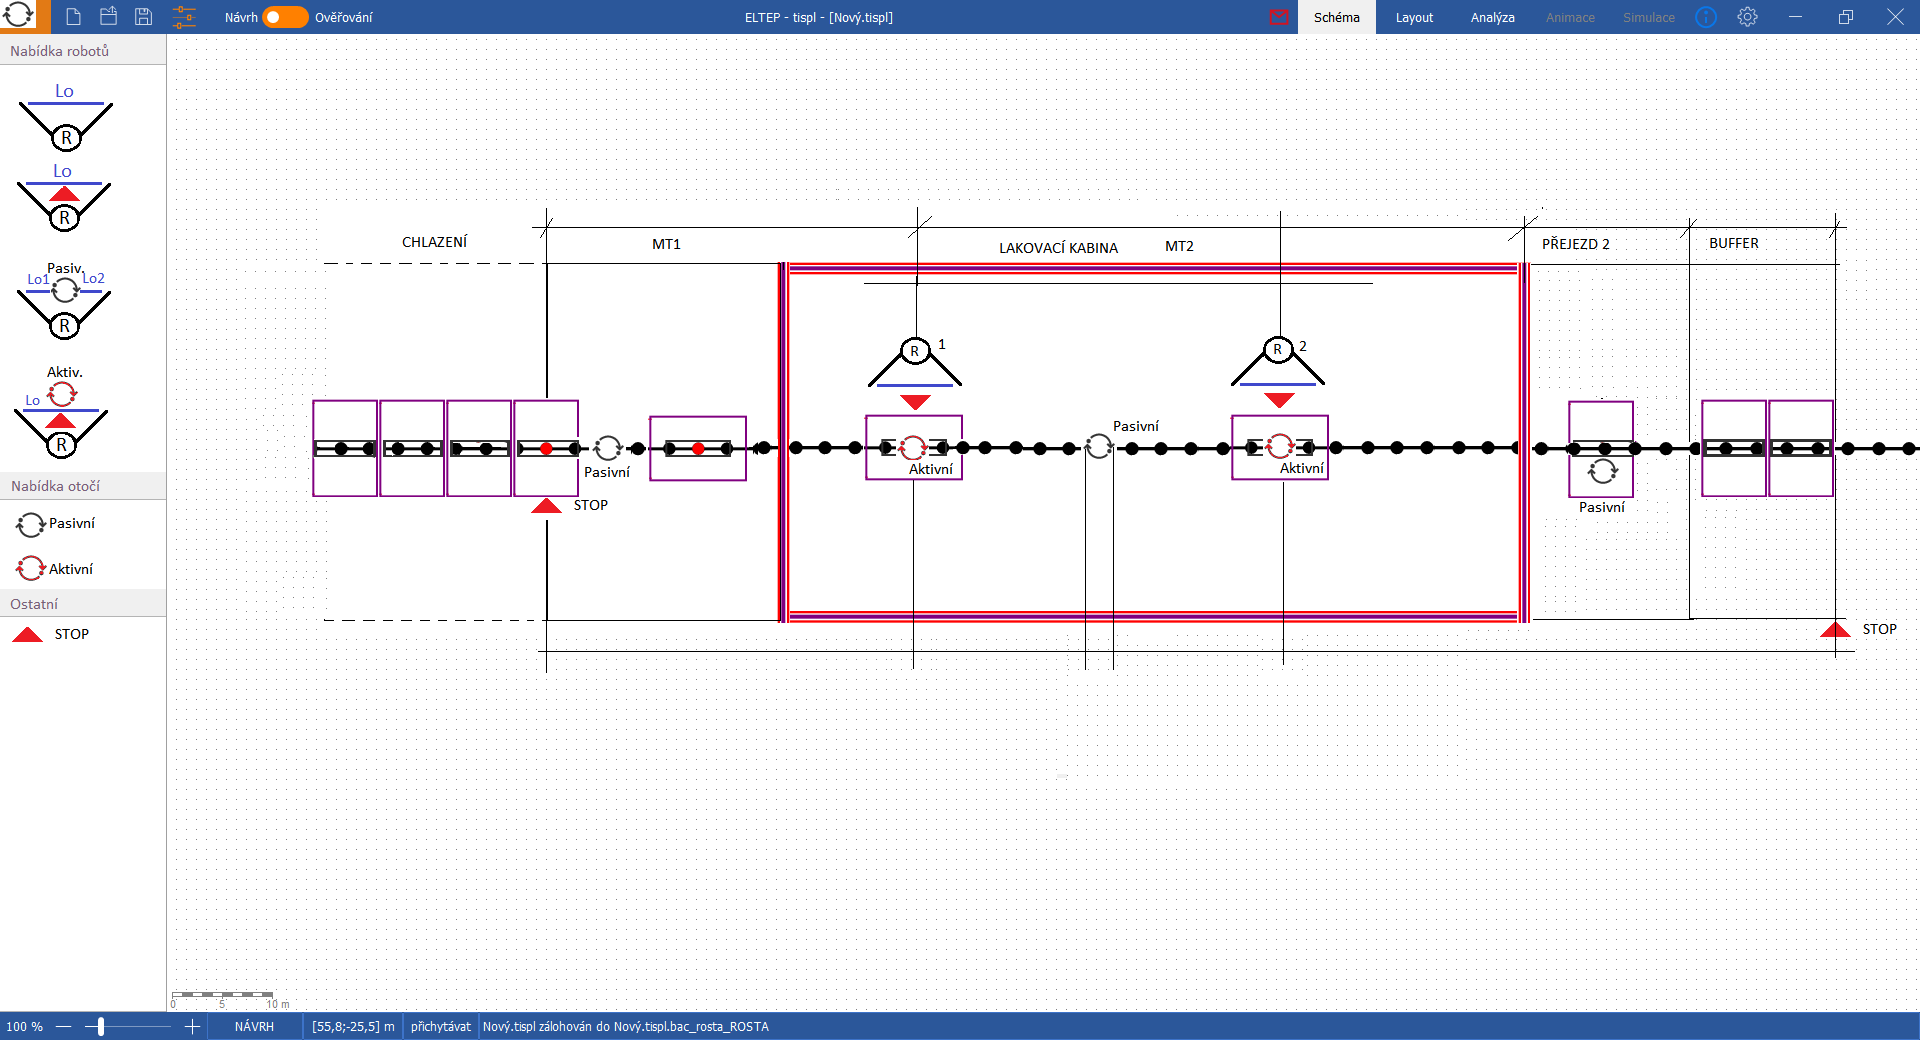 Návrh
Ověřování
ELTEP - tispl - [Nový.tispl]
Schéma
Layout
Analýza
Animace
Simulace
Nabídka robotů
Lo
R
Lo
R
Pasiv.
Lo1
Lo2
R
Aktiv.
Lo
R
Nabídka otočí
Pasivní
Aktivní
Ostatní
STOP
CHLAZENÍ
MT1
LAKOVACÍ KABINA
MT2
PŘEJEZD 2
BUFFER
R
1
R
2
Pasivní
Pasivní
Aktivní
Aktivní
STOP
Pasivní
STOP
0
5
10 m
100 %
NÁVRH
[55,8;-25,5] m
přichytávat
Nový.tispl zálohován do Nový.tispl.bac_rosta_ROSTA